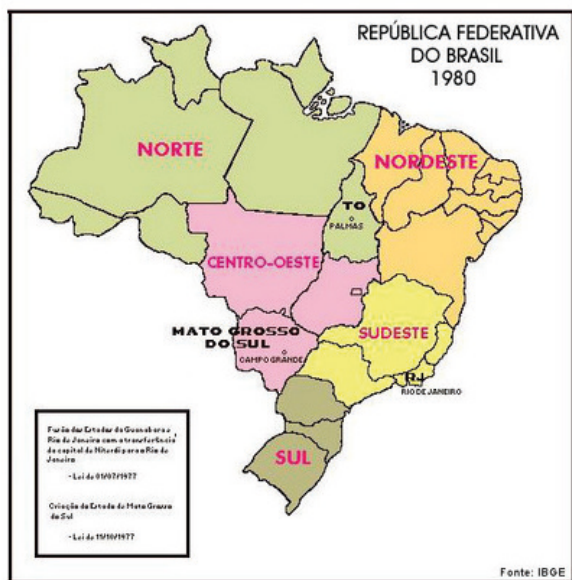 REPÚBLICA FEDERATIVA
DO BRASIL
1980
NORTE
NORDESTE
TO
PALMAS
CENTRO-OESTE
MATO GROSSO
DO SUL
CAMPO GRANDE
SUDESTE
RJ
RIO DE JANEIRO
SUL
Fusão dos Estados da Guanabara e
Rio de Janeiro com a transferência
da capital de Niterói para o Rio de
Janeiro
- Lei de 01/07/1977
Criação do Estado de Mato Grosso
do Sul
- Lei de 11/10/1977
Fonte: IBGE